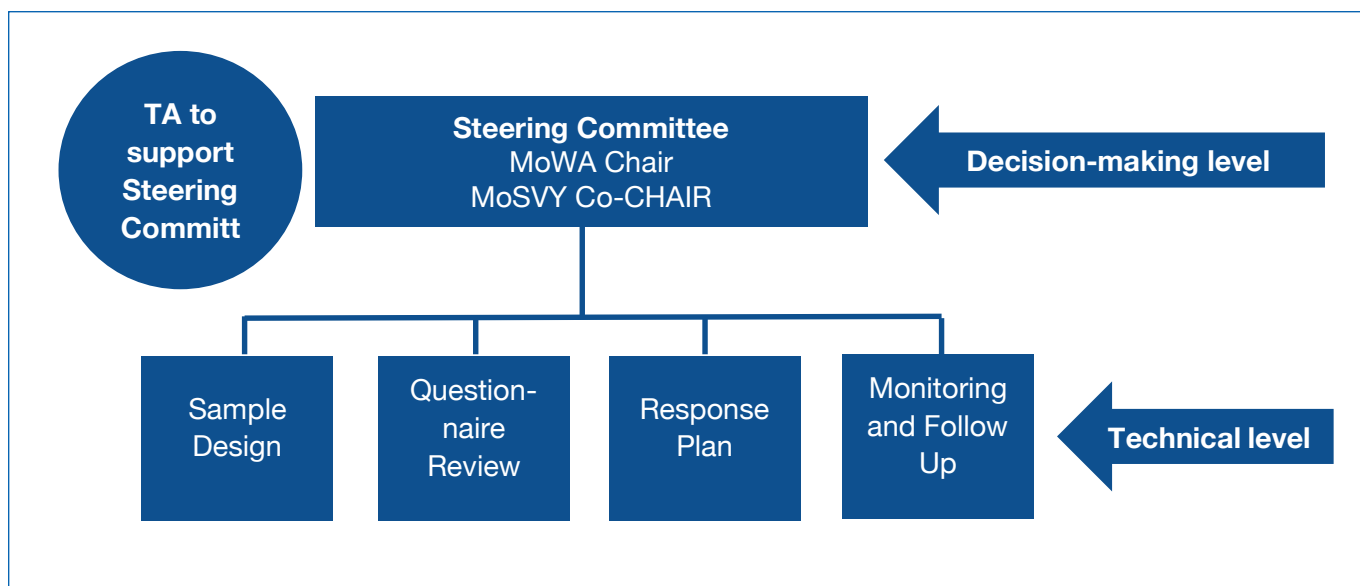 TA to
support
Steering
Committ
Steering Committee
MoWA Chair
MoSVY Co-CHAIR
Decision-making level
Sample
Design
Question-
naire
Review
Response
Plan
Monitoring
and Follow
Up
Technical level